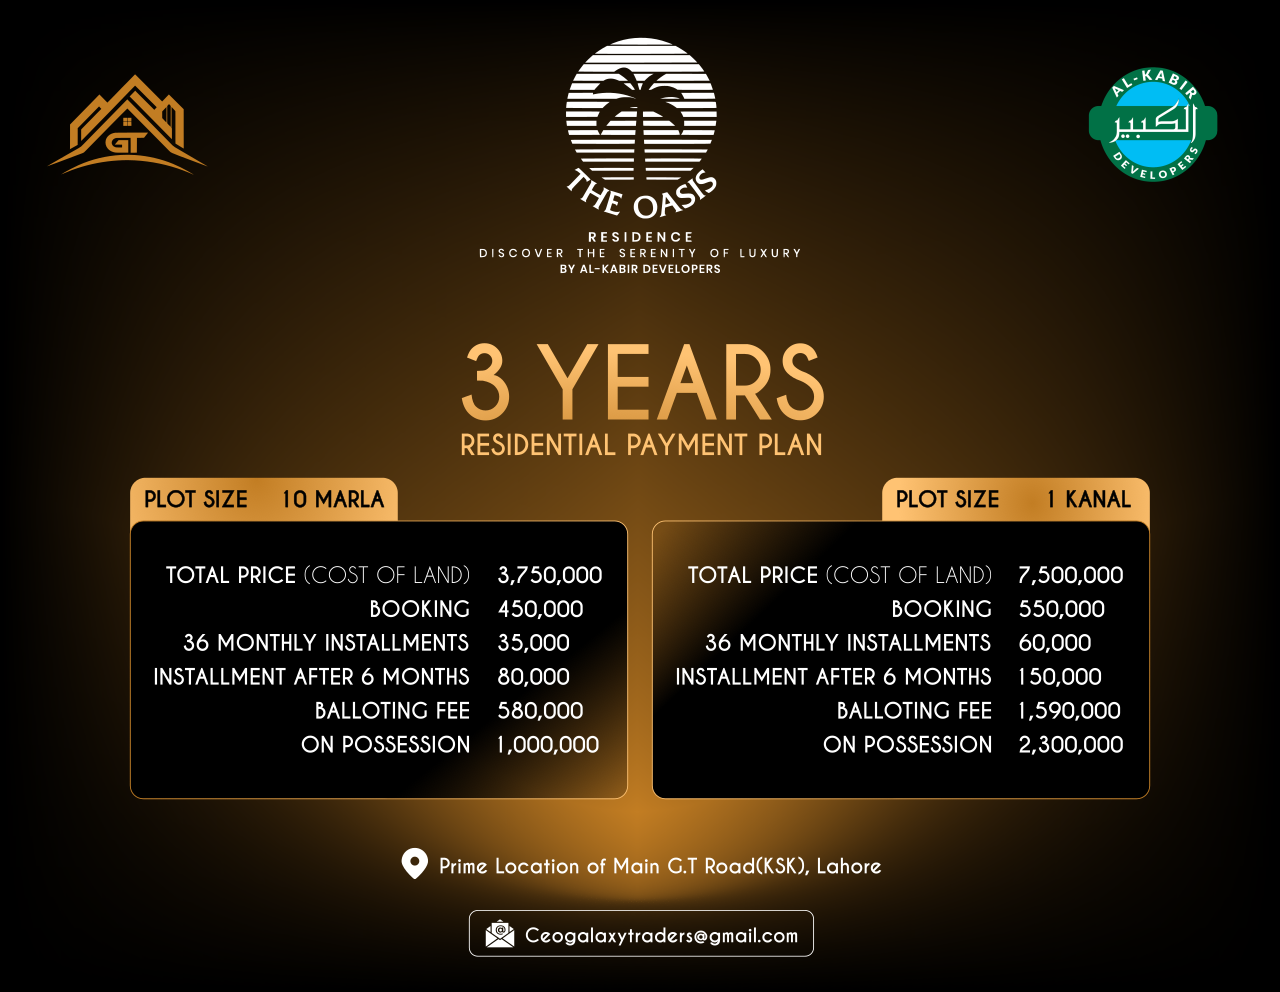 GT
THE OASIS
RESIDENCE
DISCOVER THE SERENITY OF LUXURY
BY AL-KABIR DEVELOPERS
AL-KABIR
الكبير
DEVELOPERS
3 YEARS
RESIDENTIAL PAYMENT PLAN
PLOT SIZE 10 MARLA
TOTAL PRICE (COST OF LAND) 3,750,000
BOOKING 450,000
36 MONTHLY INSTALLMENTS 35,000
INSTALLMENT AFTER 6 MONTHS 80,000
BALLOTING FEE 580,000
ON POSSESSION 1,000,000
PLOT SIZE 1 KANAL
TOTAL PRICE (COST OF LAND) 7,500,000
BOOKING 550,000
36 MONTHLY INSTALLMENTS 60,000
INSTALLMENT AFTER 6 MONTHS 150,000
BALLOTING FEE 1,590,000
ON POSSESSION 2,300,000
Prime Location of Main G.T Road(KSK), Lahore
@ Ceogalaxytraders@gmail.com